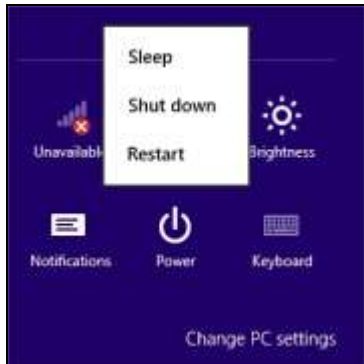 Sleep
Shut down
Restart
Unavailabl
Brightness
Notifications
Power
Keyboard
Change PC settings